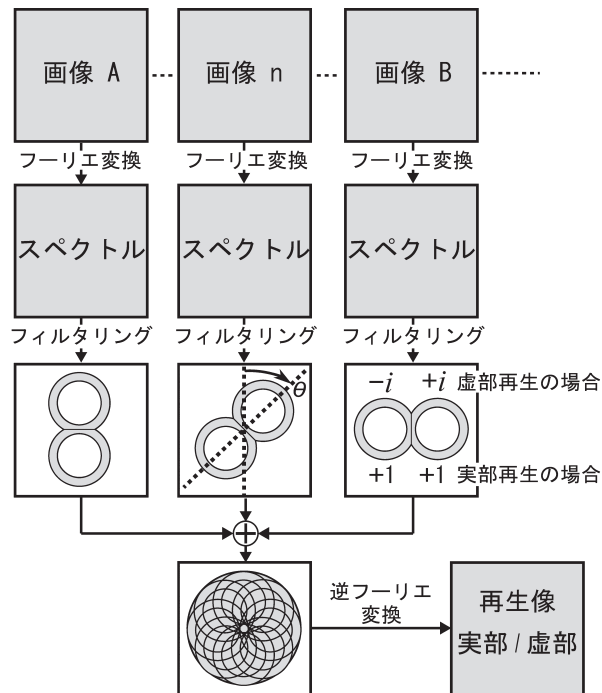 画像 A
画像 n
画像 B
フーリエ変換
フーリエ変換
フーリエ変換
スペクトル
スペクトル
スペクトル
フィルタリング
フィルタリング
フィルタリング
θ
-i +i 虚部再生の場合
+1 +1 実部再生の場合
逆フーリエ
変換
再生像
実部 / 虚部